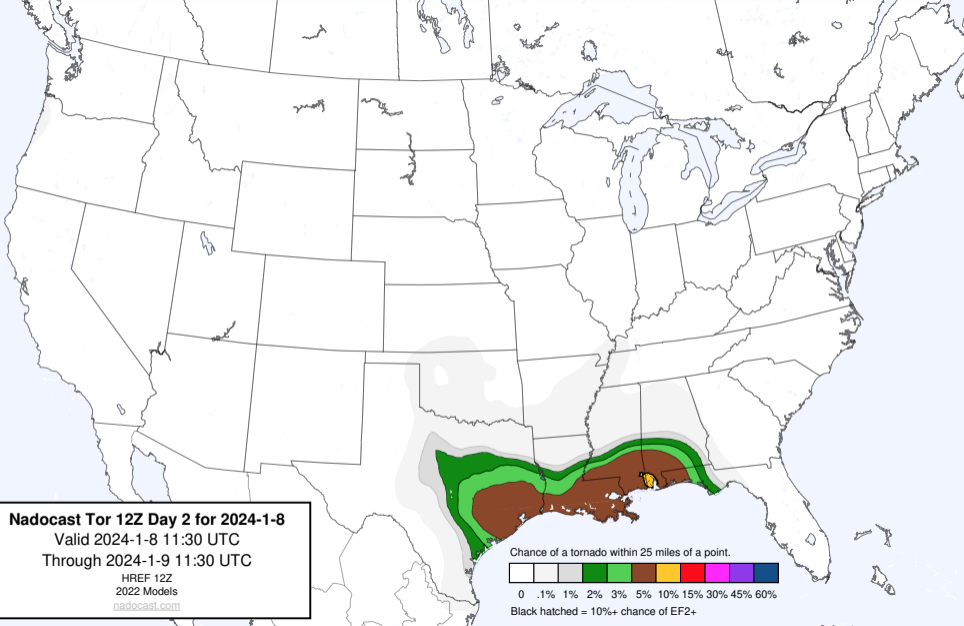 Nadocast Tor 12Z Day 2 for 2024-1-8
Valid 2024-1-8 11:30 UTC
Through 2024-1-9 11:30 UTC
HREF 12Z
2022 Models
nadocast.com
Chance of a tornado within 25 miles of a point.
0 .1% 1% 2% 3% 5% 10% 15% 30% 45% 60%
Black hatched = 10%+ chance of EF2+